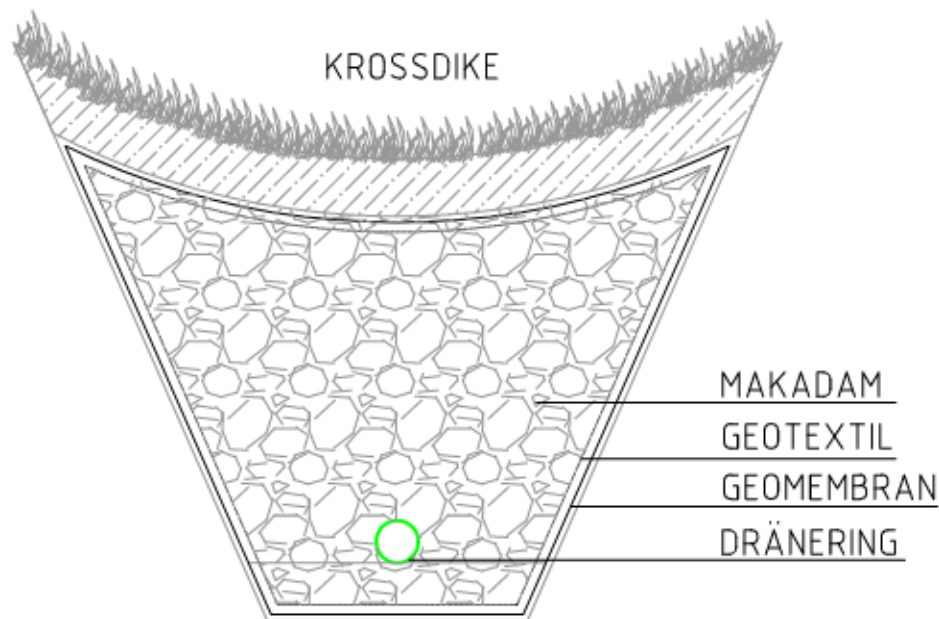 KROSSDIKE
MAKADAM
GEOTEXTIL
GEOMEMBRAN
DRÄNERING